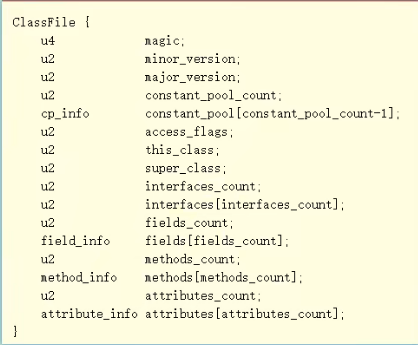 ClassFile {
    u4             magic;
    u2             minor_version;
    u2             major_version;
    u2             constant_pool_count;
    cp_info        constant_pool[constant_pool_count-1];
    u2             access_flags;
    u2             this_class;
    u2             super_class;
    u2             interfaces_count;
    u2             interfaces[interfaces_count];
    u2             fields_count;
    field_info     fields[fields_count];
    u2             methods_count;
    method_info    methods[methods_count];
    u2             attributes_count;
    attribute_info attributes[attributes_count];
}